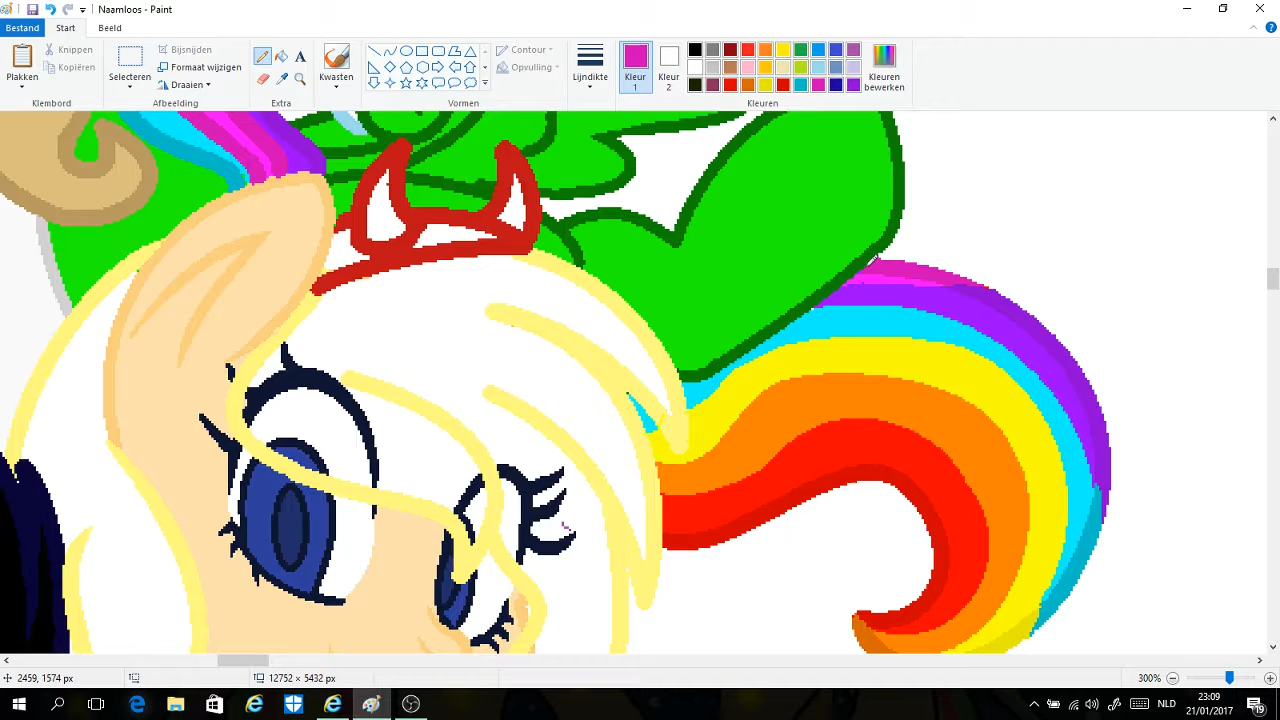 Naamloos - Paint
Bestand Start Beeld
Plakken
Knippen
Kopiëren
Klembord
Selecteren
Bijsnijden
Formaat wijzigen
Draaien
Afbeelding
A
Extra
Kwasten
Contour
Opvulling
Vormen
Lijndikte
Kleur 1
Kleur 2
Kleuren bewerken
Kleuren
2459, 1574 px
12752 × 5432 px
300%
NLD
23:09
21/01/2017